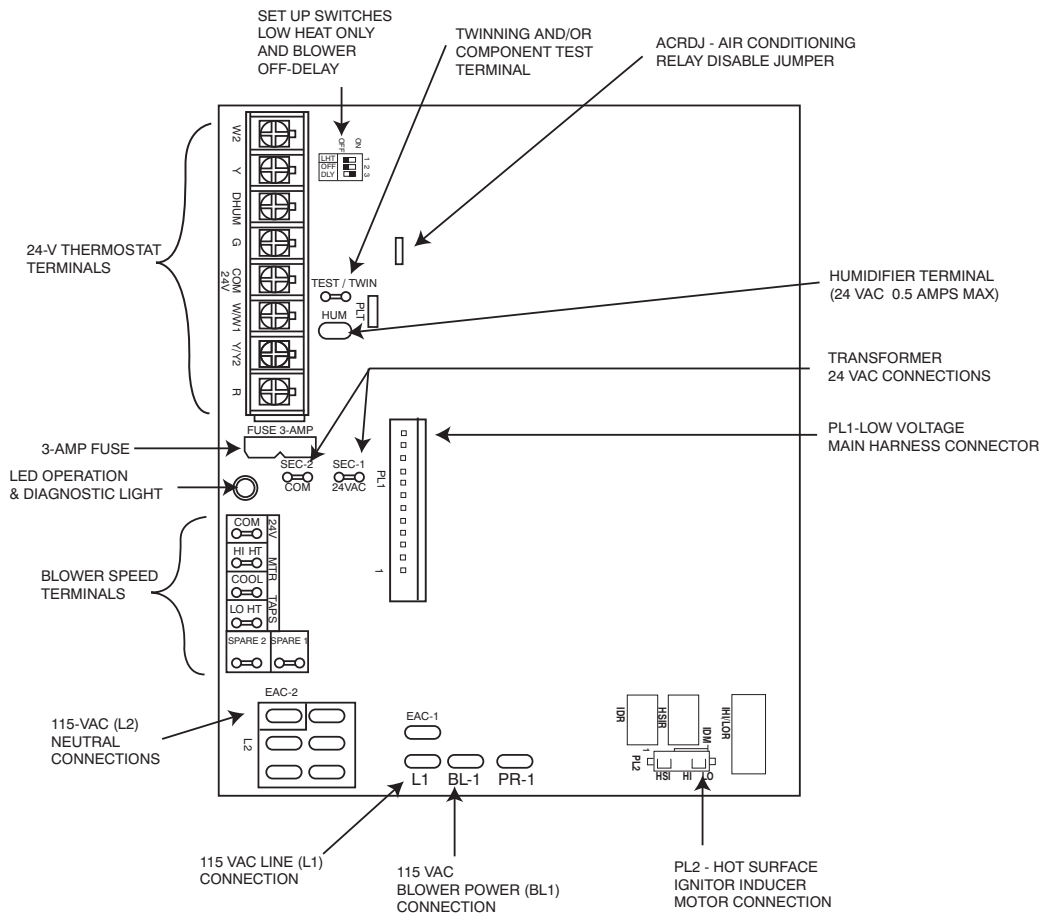 SET UP SWITCHES
LOW HEAT ONLY
AND BLOWER
OFF-DELAY
TWINNING AND/OR
COMPONENT TEST
TERMINAL
ACRDJ - AIR CONDITIONING
RELAY DISABLE JUMPER
24-V THERMOSTAT
TERMINALS
W2
Y
DHUM
G
COM
24V
W/W1
Y/Y2
R
OFF
ON
LHT
OFF
DLY
1
2
3
TEST / TWIN
HUM
PLT
HUMIDIFIER TERMINAL
(24 VAC 0.5 AMPS MAX)
TRANSFORMER
24 VAC CONNECTIONS
3-AMP FUSE
FUSE 3-AMP
SEC-2
COM
SEC-1
24VAC
PL1
1
PL1-LOW VOLTAGE
MAIN HARNESS CONNECTOR
LED OPERATION
& DIAGNOSTIC LIGHT
BLOWER SPEED
TERMINALS
COM
24V
HI HT
MTR
COOL
TAPS
LO HT
SPARE 2
SPARE 1
115-VAC (L2)
NEUTRAL
CONNECTIONS
EAC-2
L2
EAC-1
L1
BL-1
PR-1
IDR
HSIR
IHI/LOR
IDM
1
PL2
HSI
HI
LO
115 VAC LINE (L1)
CONNECTION
115 VAC
BLOWER POWER (BL1)
CONNECTION
PL2 - HOT SURFACE
IGNITOR INDUCER
MOTOR CONNECTION